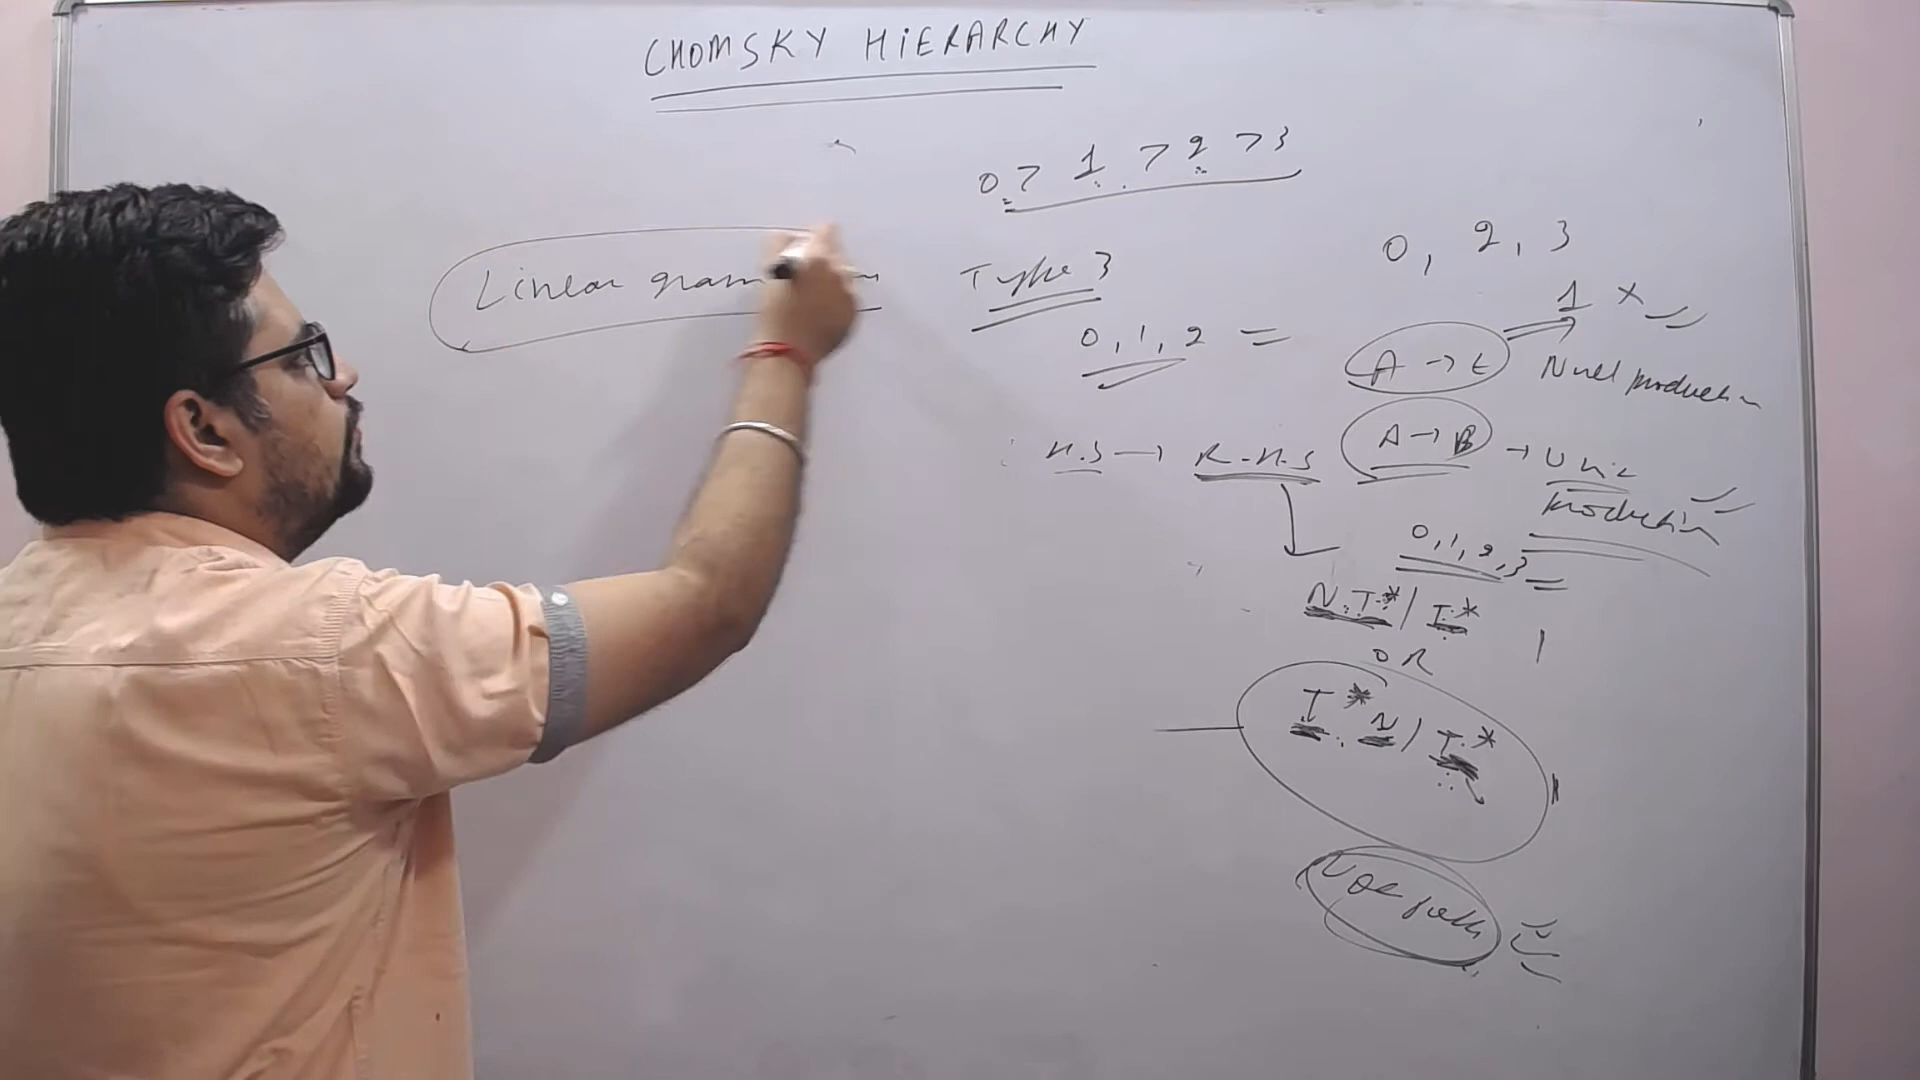 CHOMSKY HIERARCHY
0 > 1 > 2 > 3
Linear gram
Type 3
0, 2, 3
1 ×
0, 1, 2 =
A → ε
Null production
H.S → R.H.S
A → B → Unit
production
0, 1, 2, 3 =
N.T* / T.*
OR
T* N / T.*